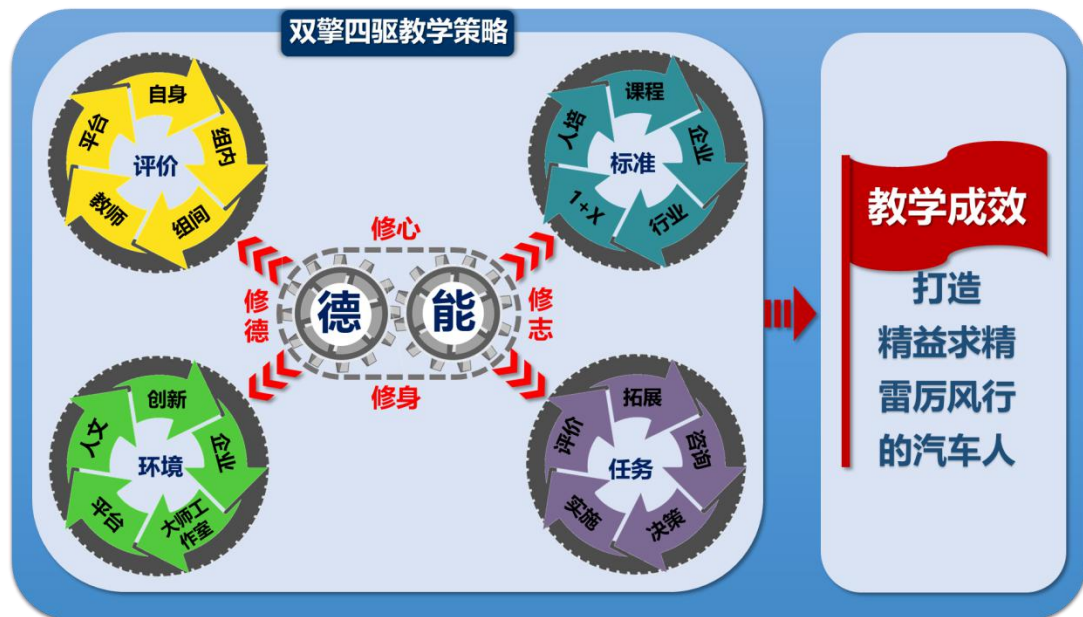 双擎四驱教学策略
自身
组内
组间
教师
平台
评价
课程
企业
行业
1+X
人培
标准
修心
修德
德
能
修志
修身
创新
企业
大师工
作室
平台
人文
环境
拓展
咨询
决策
实施
评价
任务
教学成效
打造
精益求精
雷厉风行
的汽车人